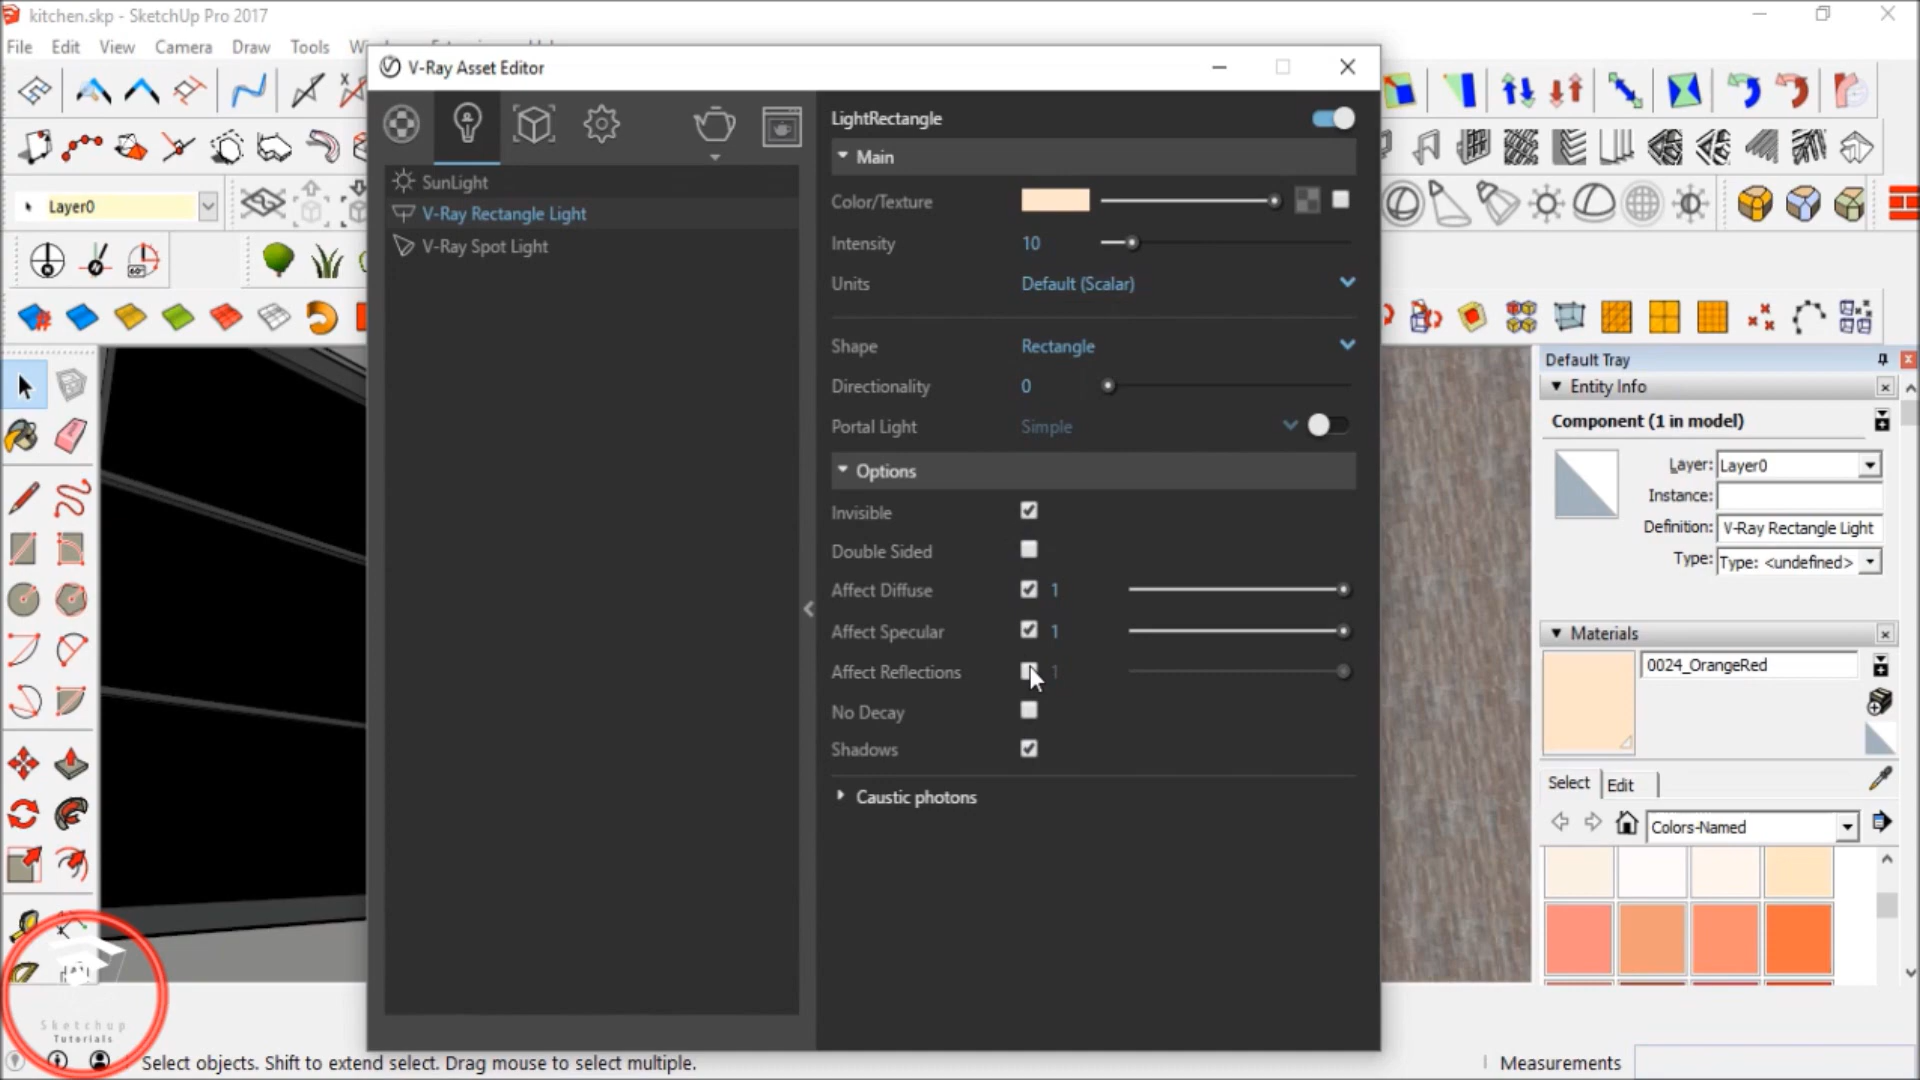 kitchen.skp - SketchUp Pro 2017
File Edit View Camera Draw Tools
V-Ray Asset Editor
Layer0
SunLight
V-Ray Rectangle Light
V-Ray Spot Light
LightRectangle
Main
Color/Texture
Intensity 10
Units Default (Scalar)
Shape Rectangle
Directionality 0
Portal Light Simple
Options
Invisible
Double Sided
Affect Diffuse 1
Affect Specular 1
Affect Reflections 1
No Decay
Shadows
Caustic photons
Default Tray
Entity Info
Component (1 in model)
Layer: Layer0
Instance:
Definition: V-Ray Rectangle Light
Type: Type: <undefined>
Materials
0024_OrangeRed
Select Edit
Colors-Named
Sketchup
Tutorials
Select objects. Shift to extend select. Drag mouse to select multiple.
Measurements